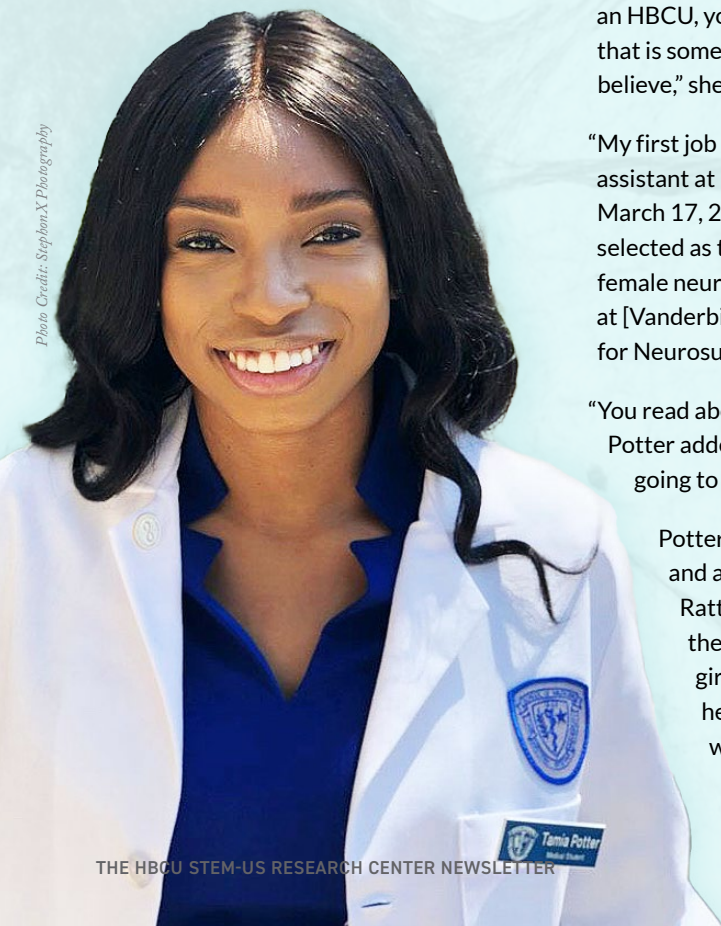 Photo Credit: StephonX Photography
an HBCU, yo
that is some
believe,” she
“My first job
assistant at
March 17, 2
selected as t
female neur
at [Vanderbi
for Neurosu
“You read abo
Potter adde
going to
Potter
and a
Ratt
the
gir
he
w
Tamia Potter
Medical Student
THE HBCU STEM-US RESEARCH CENTER NEWSLETTER